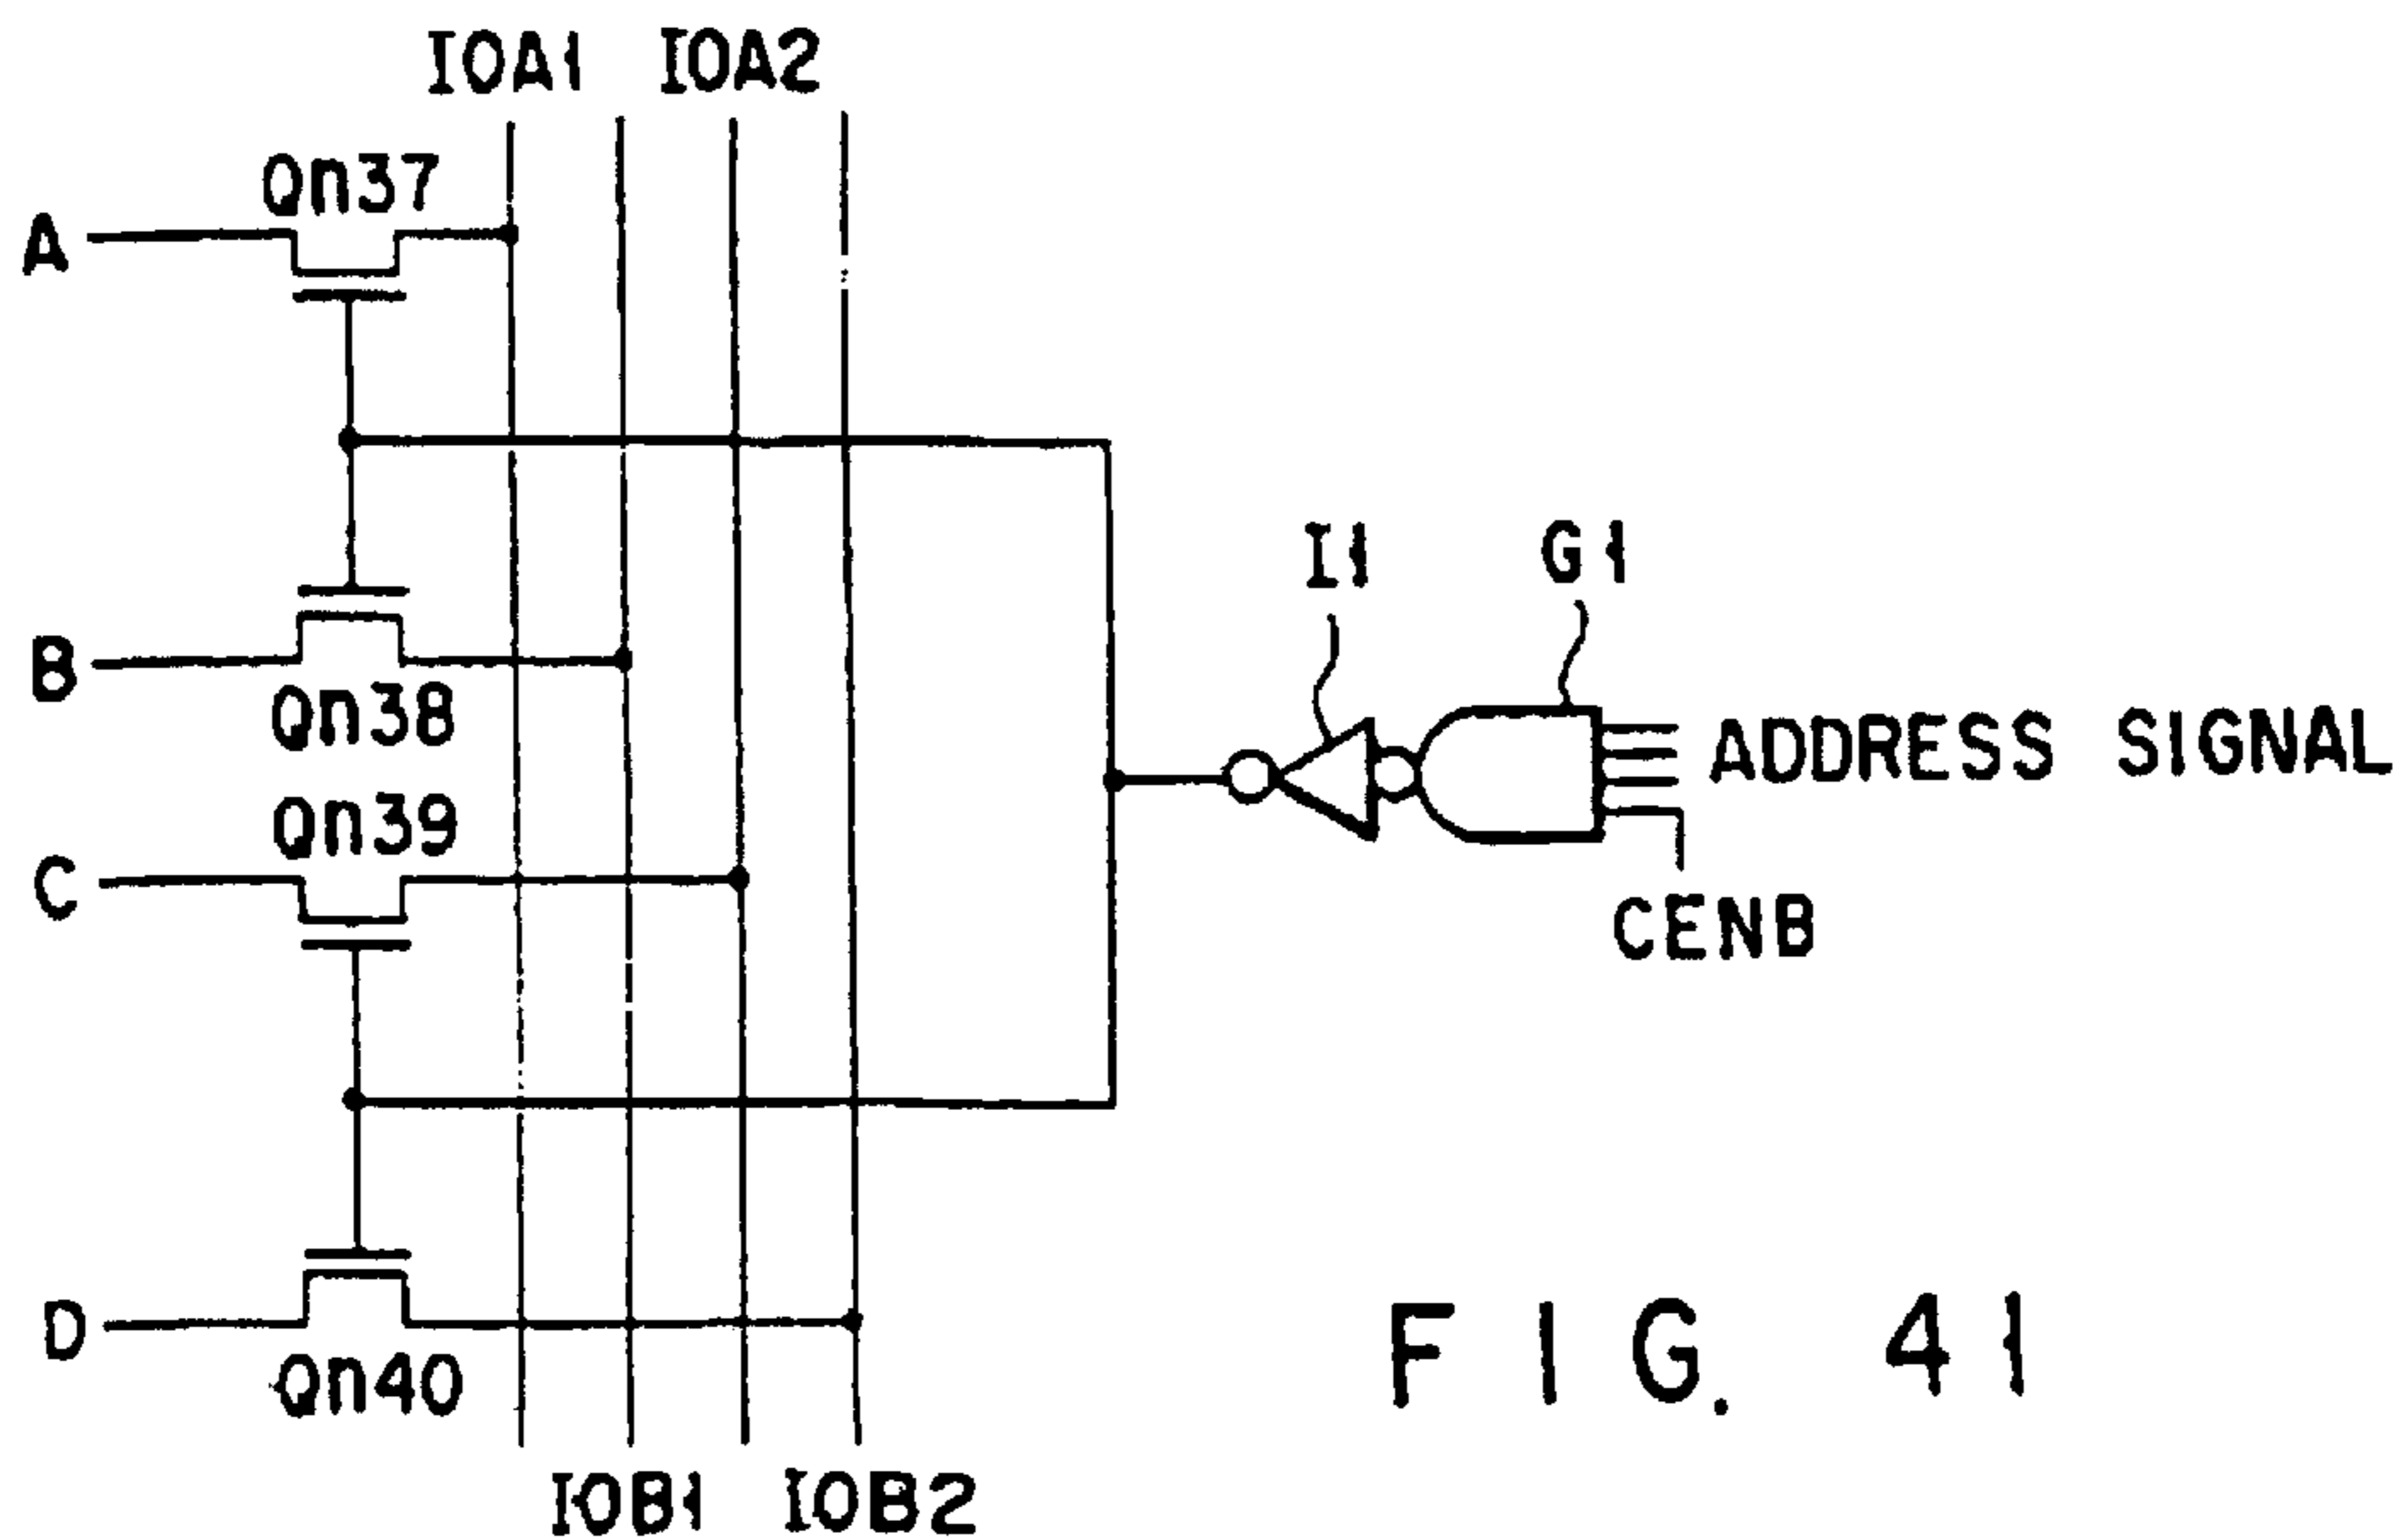 IOA1 IOA2
Qn37
A
I1 G1
B
Qn38
ADDRESS SIGNAL
Qn39
C
CENB
D
Qn40
FIG. 41
IOB1 IOB2